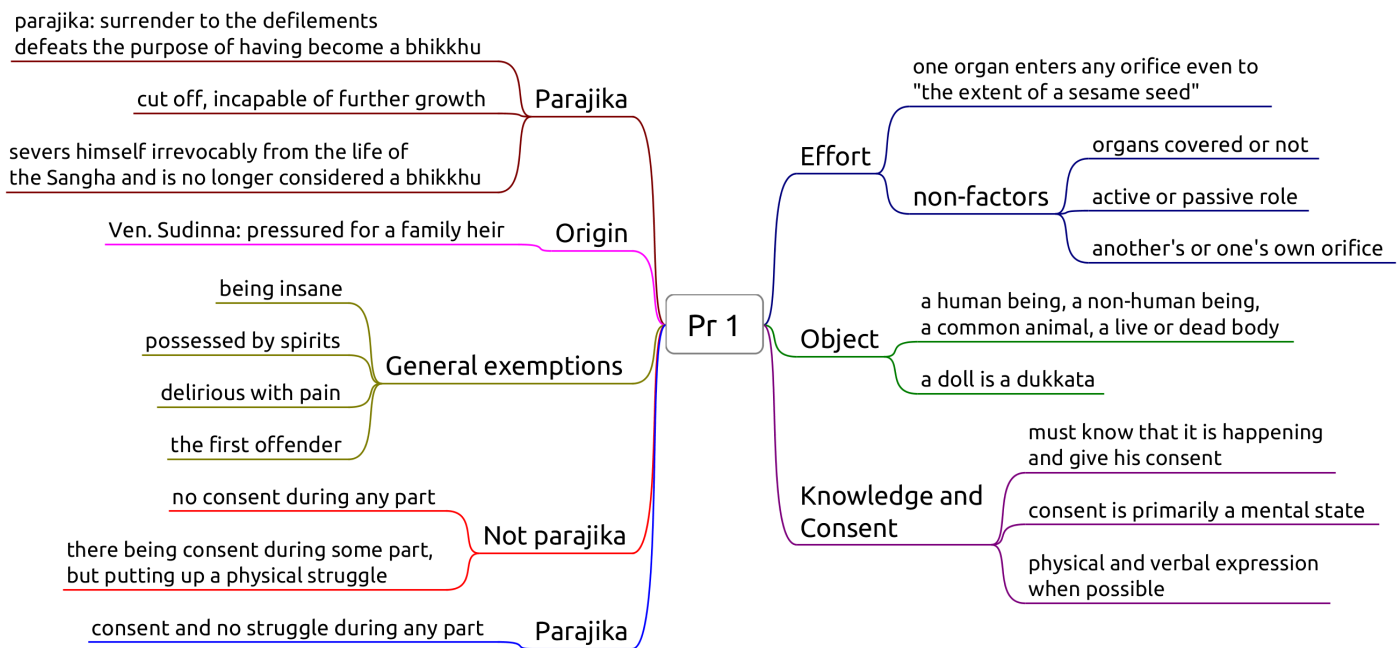 Pr 1
parajika: surrender to the defilements
defeats the purpose of having become a bhikkhu
cut off, incapable of further growth
Parajika
severs himself irrevocably from the life of
the Sangha and is no longer considered a bhikkhu
Ven. Sudinna: pressured for a family heir
Origin
being insane
possessed by spirits
General exemptions
delirious with pain
the first offender
no consent during any part
Not parajika
there being consent during some part,
but putting up a physical struggle
consent and no struggle during any part
Parajika
one organ enters any orifice even to
"the extent of a sesame seed"
Effort
organs covered or not
non-factors
active or passive role
another's or one's own orifice
a human being, a non-human being,
a common animal, a live or dead body
Object
a doll is a dukkata
must know that it is happening
and give his consent
Knowledge and
Consent
consent is primarily a mental state
physical and verbal expression
when possible